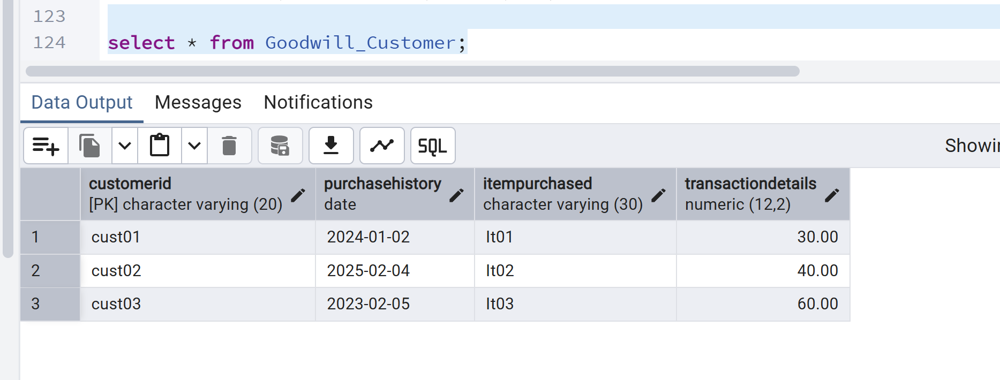 123
124 select * from Goodwill_Customer;
Data Output Messages Notifications
SQL Showin
customerid purchasehistory itempurchased transactiondetails
[PK] character varying (20) date character varying (30) numeric (12,2)
1 cust01 2024-01-02 It01 30.00
2 cust02 2025-02-04 It02 40.00
3 cust03 2023-02-05 It03 60.00